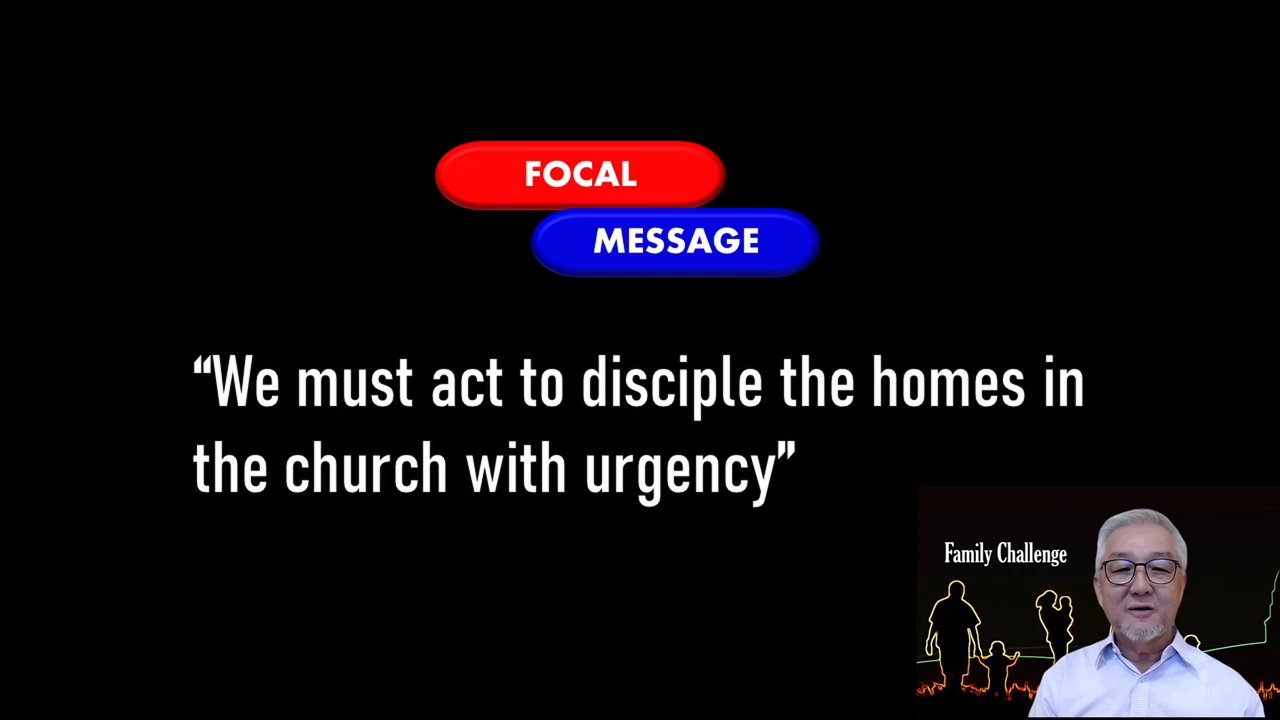 FOCAL
MESSAGE
“We must act to disciple the homes in
the church with urgency”
Family Challenge